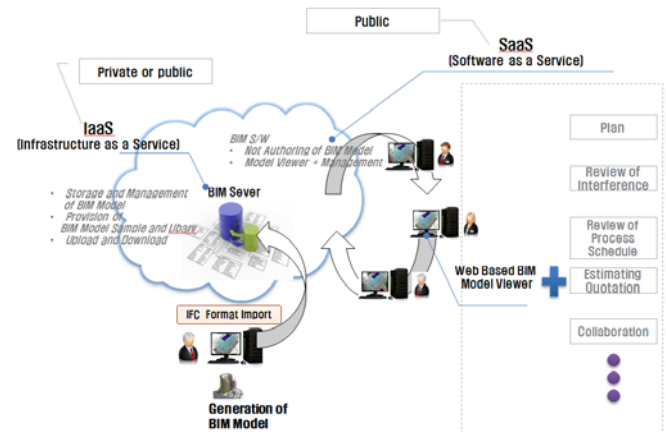 Public
SaaS
(Software as a Service)
Private or public
IaaS
(Infrastructure as a Service)
BIM S/W
• Not Authoring of BIM Model
• Model Viewer + Management
• Storage and Management
of BIM Model
• Provision of
BIM Model Sample and Libary
• Upload and Download
BIM Sever
IFC Format Import
Generation of
BIM Model
Web Based BIM
Model Viewer
Plan
Review of
Interference
Review of
Process
Schedule
Estimating
Quotation
Collaboration